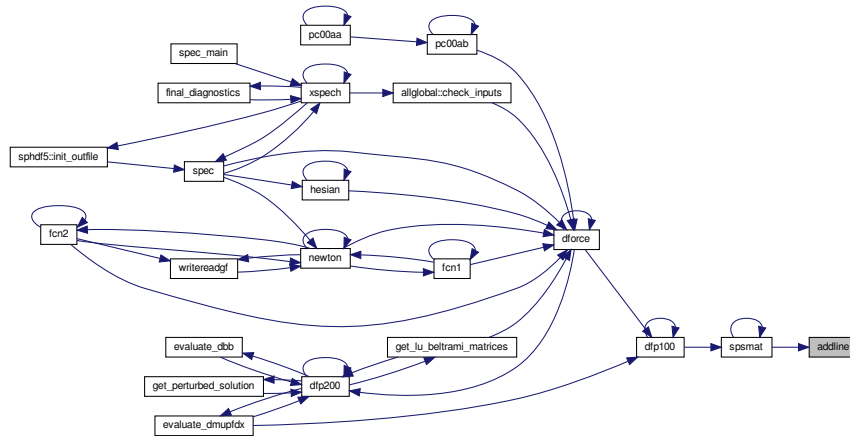 pc00aa
pc00ab
spec_main
final_diagnostics
xspech
allglobal::check_inputs
sphdf5::init_outfile
spec
hesian
fcn2
dforce
newton
writereadgf
fcn1
evaluate_dbb
get_lu_beltrami_matrices
dfp100
spsmat
addline
get_perturbed_solution
dfp200
evaluate_dmupfdx